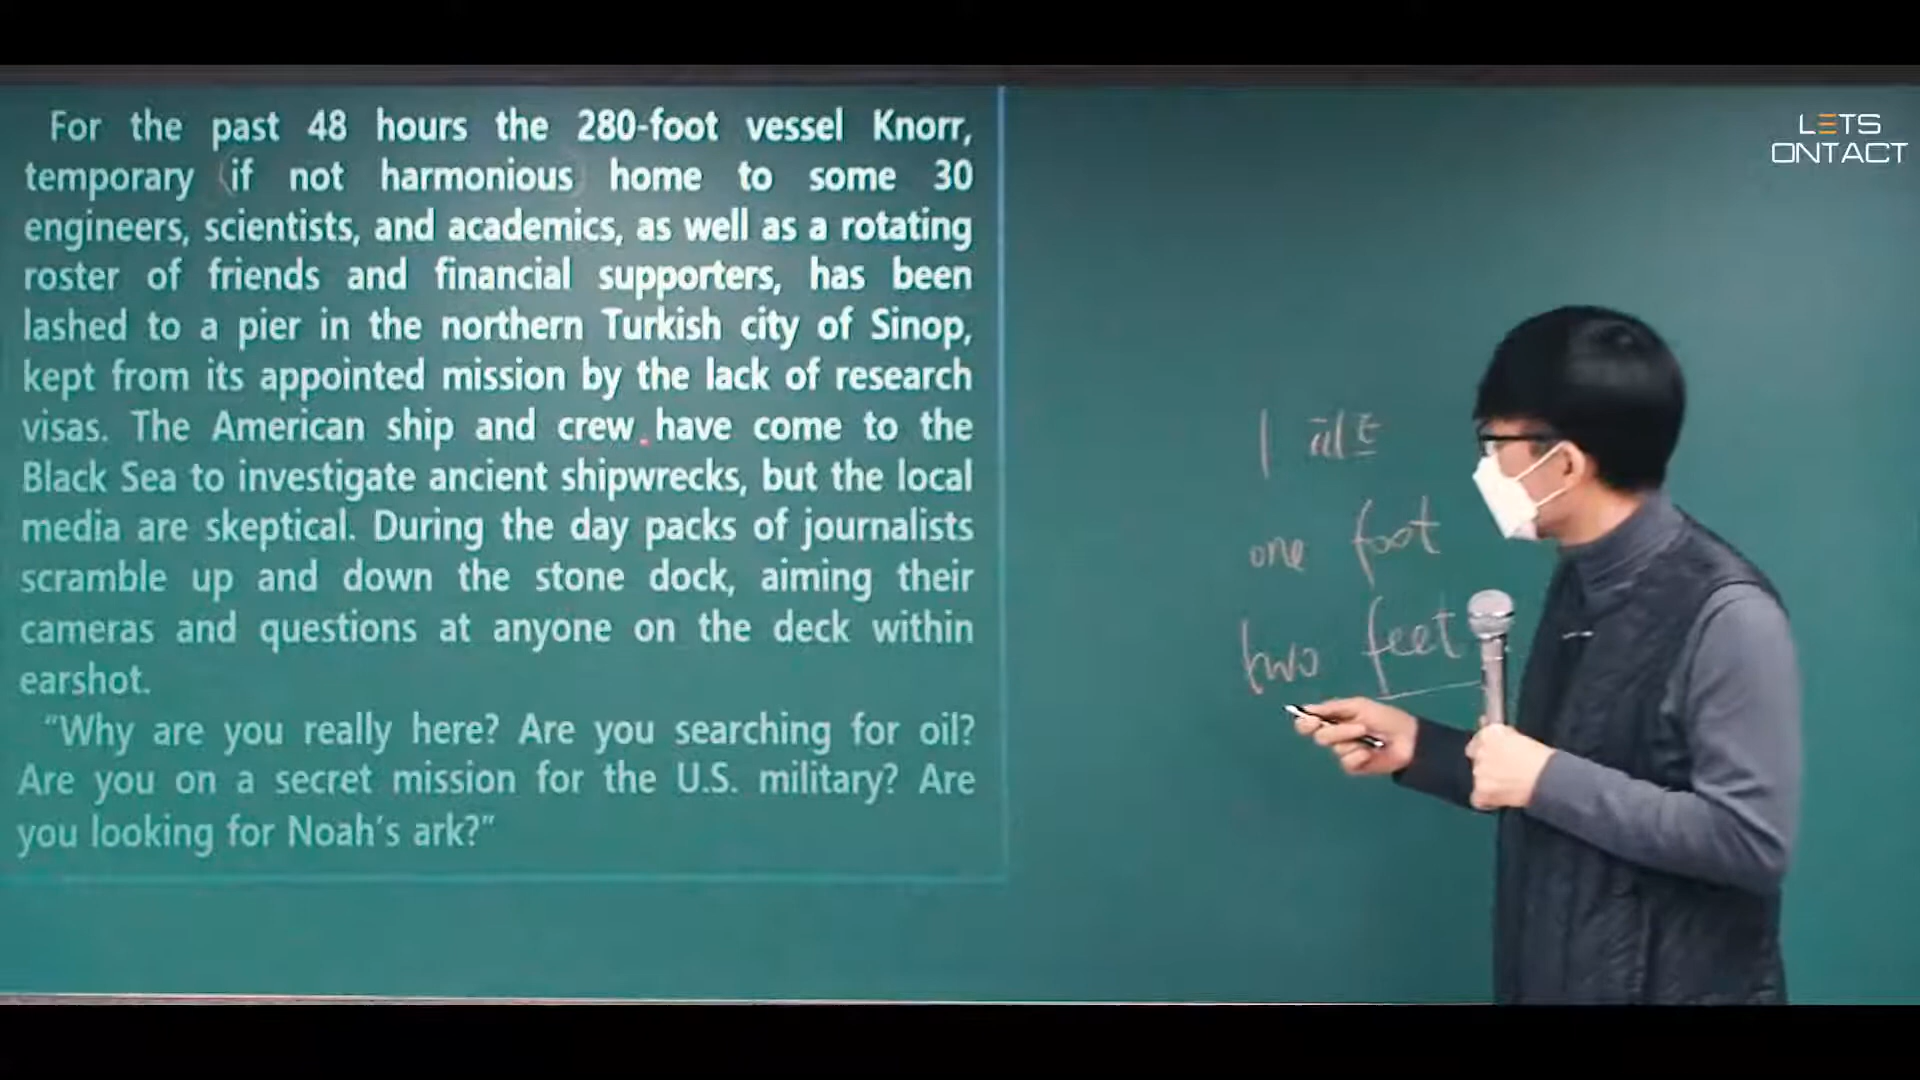 For the past 48 hours the 280-foot vessel Knorr,
temporary (if not harmonious) home to some 30
engineers, scientists, and academics, as well as a rotating
roster of friends and financial supporters, has been
lashed to a pier in the northern Turkish city of Sinop,
kept from its appointed mission by the lack of research
visas. The American ship and crew have come to the
Black Sea to investigate ancient shipwrecks, but the local
media are skeptical. During the day packs of journalists
scramble up and down the stone dock, aiming their
cameras and questions at anyone on the deck within
earshot.
“Why are you really here? Are you searching for oil?
Are you on a secret mission for the U.S. military? Are
you looking for Noah’s ark?”
one foot
two feet
LETS
ONTACT